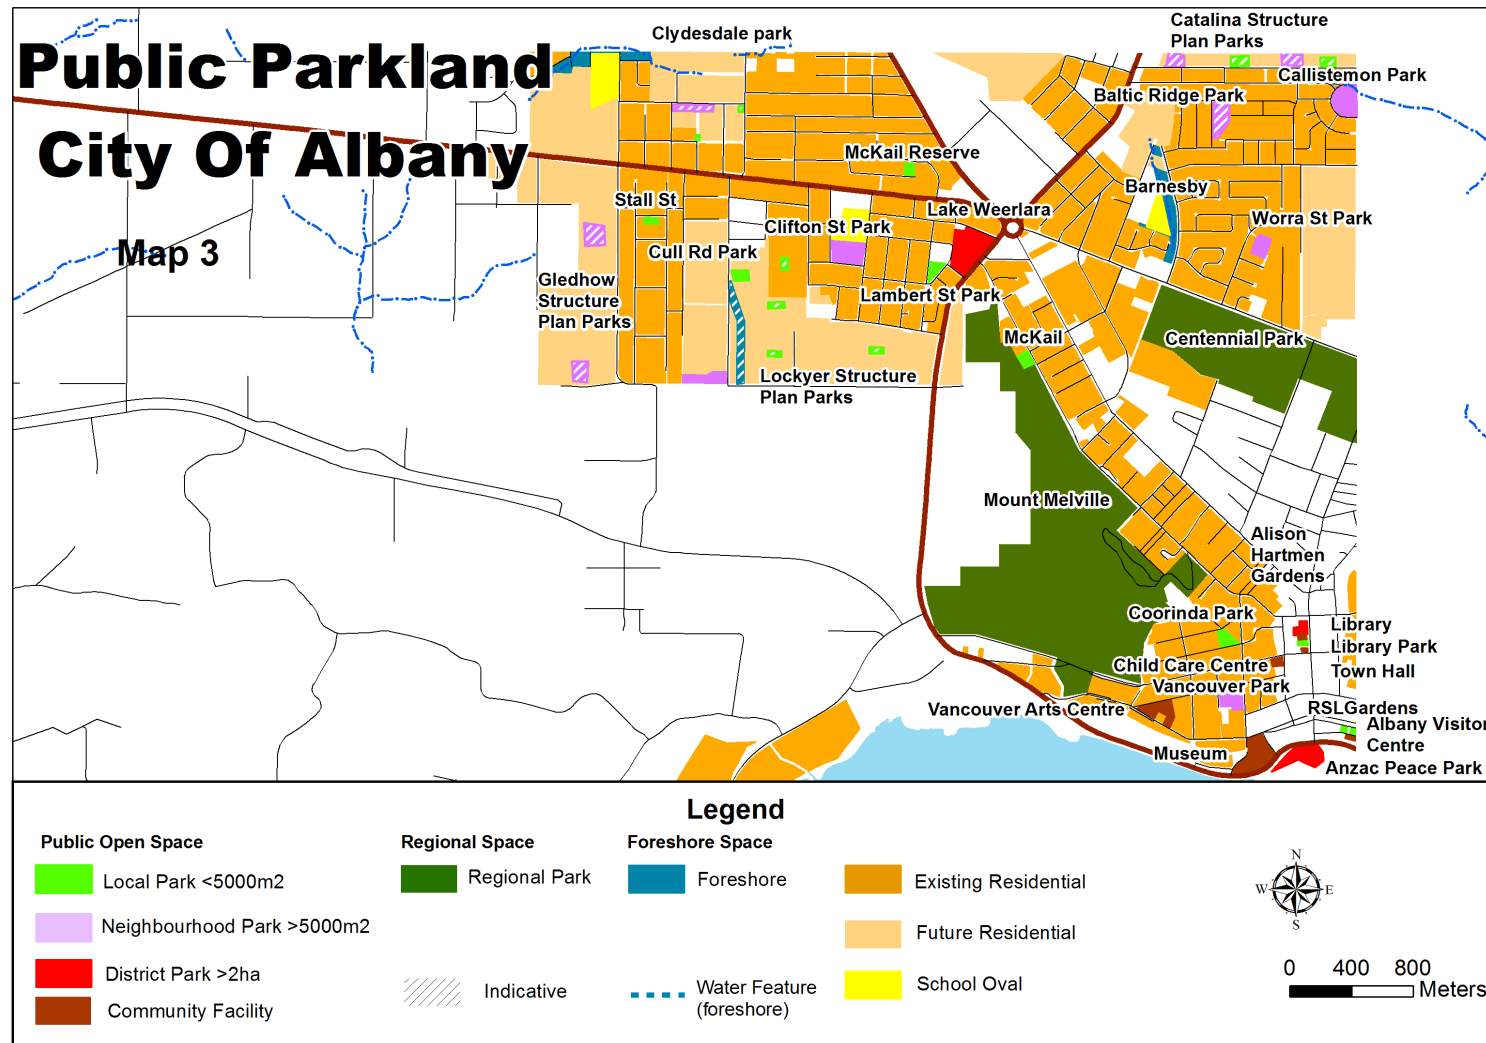 Public Parkland
City Of Albany
Map 3
Clydesdale park
Catalina Structure
Plan Parks
Callistemon Park
Baltic Ridge Park
McKail Reserve
Barnesby
Stall St
Lake Weerlara
Worra St Park
Clifton St Park
Cull Rd Park
Gledhow
Structure
Plan Parks
Lambert St Park
McKail
Centennial Park
Lockyer Structure
Plan Parks
Mount Melville
Alison
Hartmen
Gardens
Coorinda Park
Library
Library Park
Child Care Centre
Town Hall
Vancouver Park
Vancouver Arts Centre
RSLGardens
Albany Visitor
Centre
Museum
Anzac Peace Park
Legend
Public Open Space
Local Park <5000m2
Neighbourhood Park >5000m2
District Park >2ha
Community Facility
Regional Space
Regional Park
Indicative
Foreshore Space
Foreshore
Water Feature
(foreshore)
Existing Residential
Future Residential
School Oval
N
W E
S
0 400 800
Meters